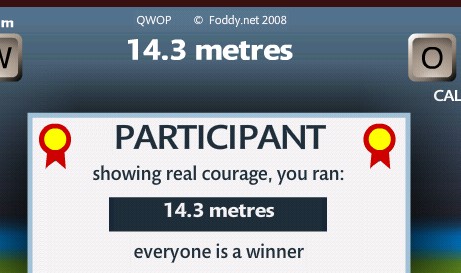 m
QWOP © Foddy.net 2008
14.3 metres
W
O
CAL
PARTICIPANT
showing real courage, you ran:
14.3 metres
everyone is a winner